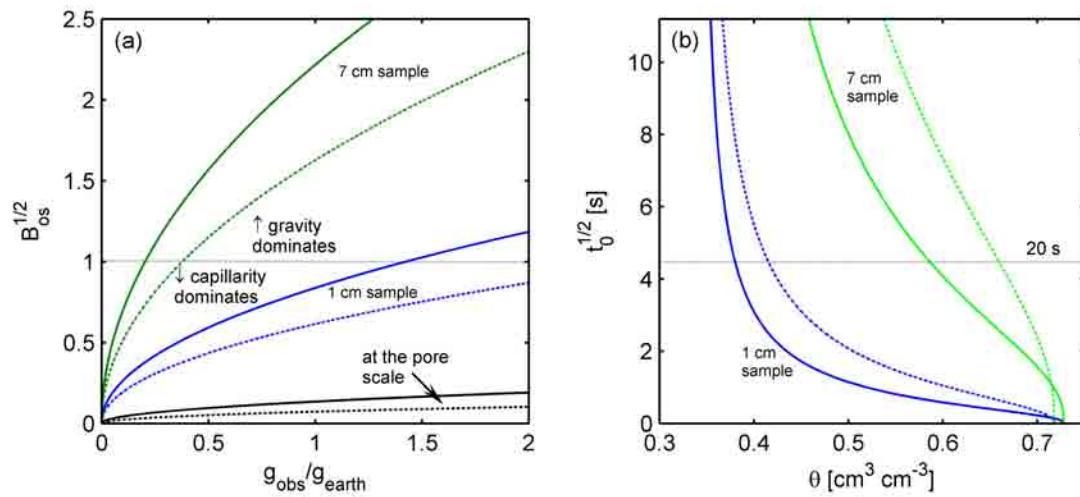 (a)
2.5
2
1.5
1
0.5
0
B_os^1/2
7 cm sample
↑ gravity
dominates
↓ capillarity
dominates
1 cm sample
at the pore
scale
0
0.5
1
1.5
2
g_obs/g_earth
(b)
10
8
6
4
2
0
t_0^1/2 [s]
7 cm
sample
20 s
1 cm
sample
0.3
0.4
0.5
0.6
0.7
θ [cm³ cm⁻³]